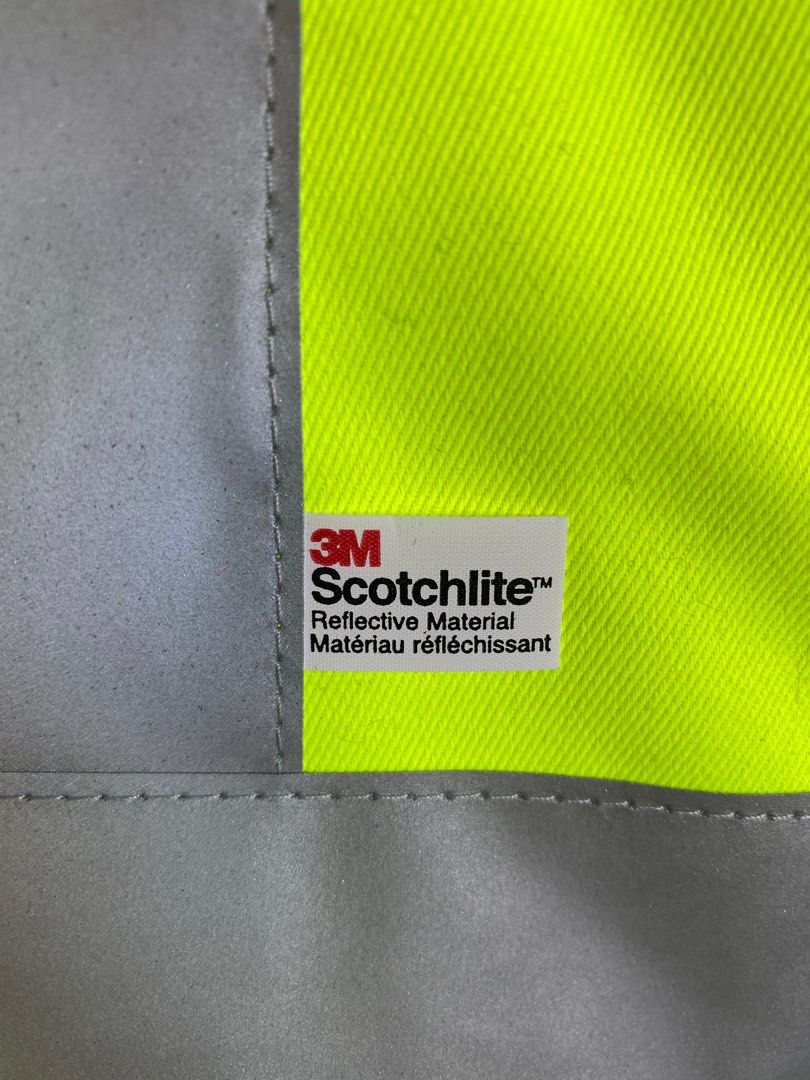 3M
Scotchlite™
Reflective Material
Matériau réfléchissant